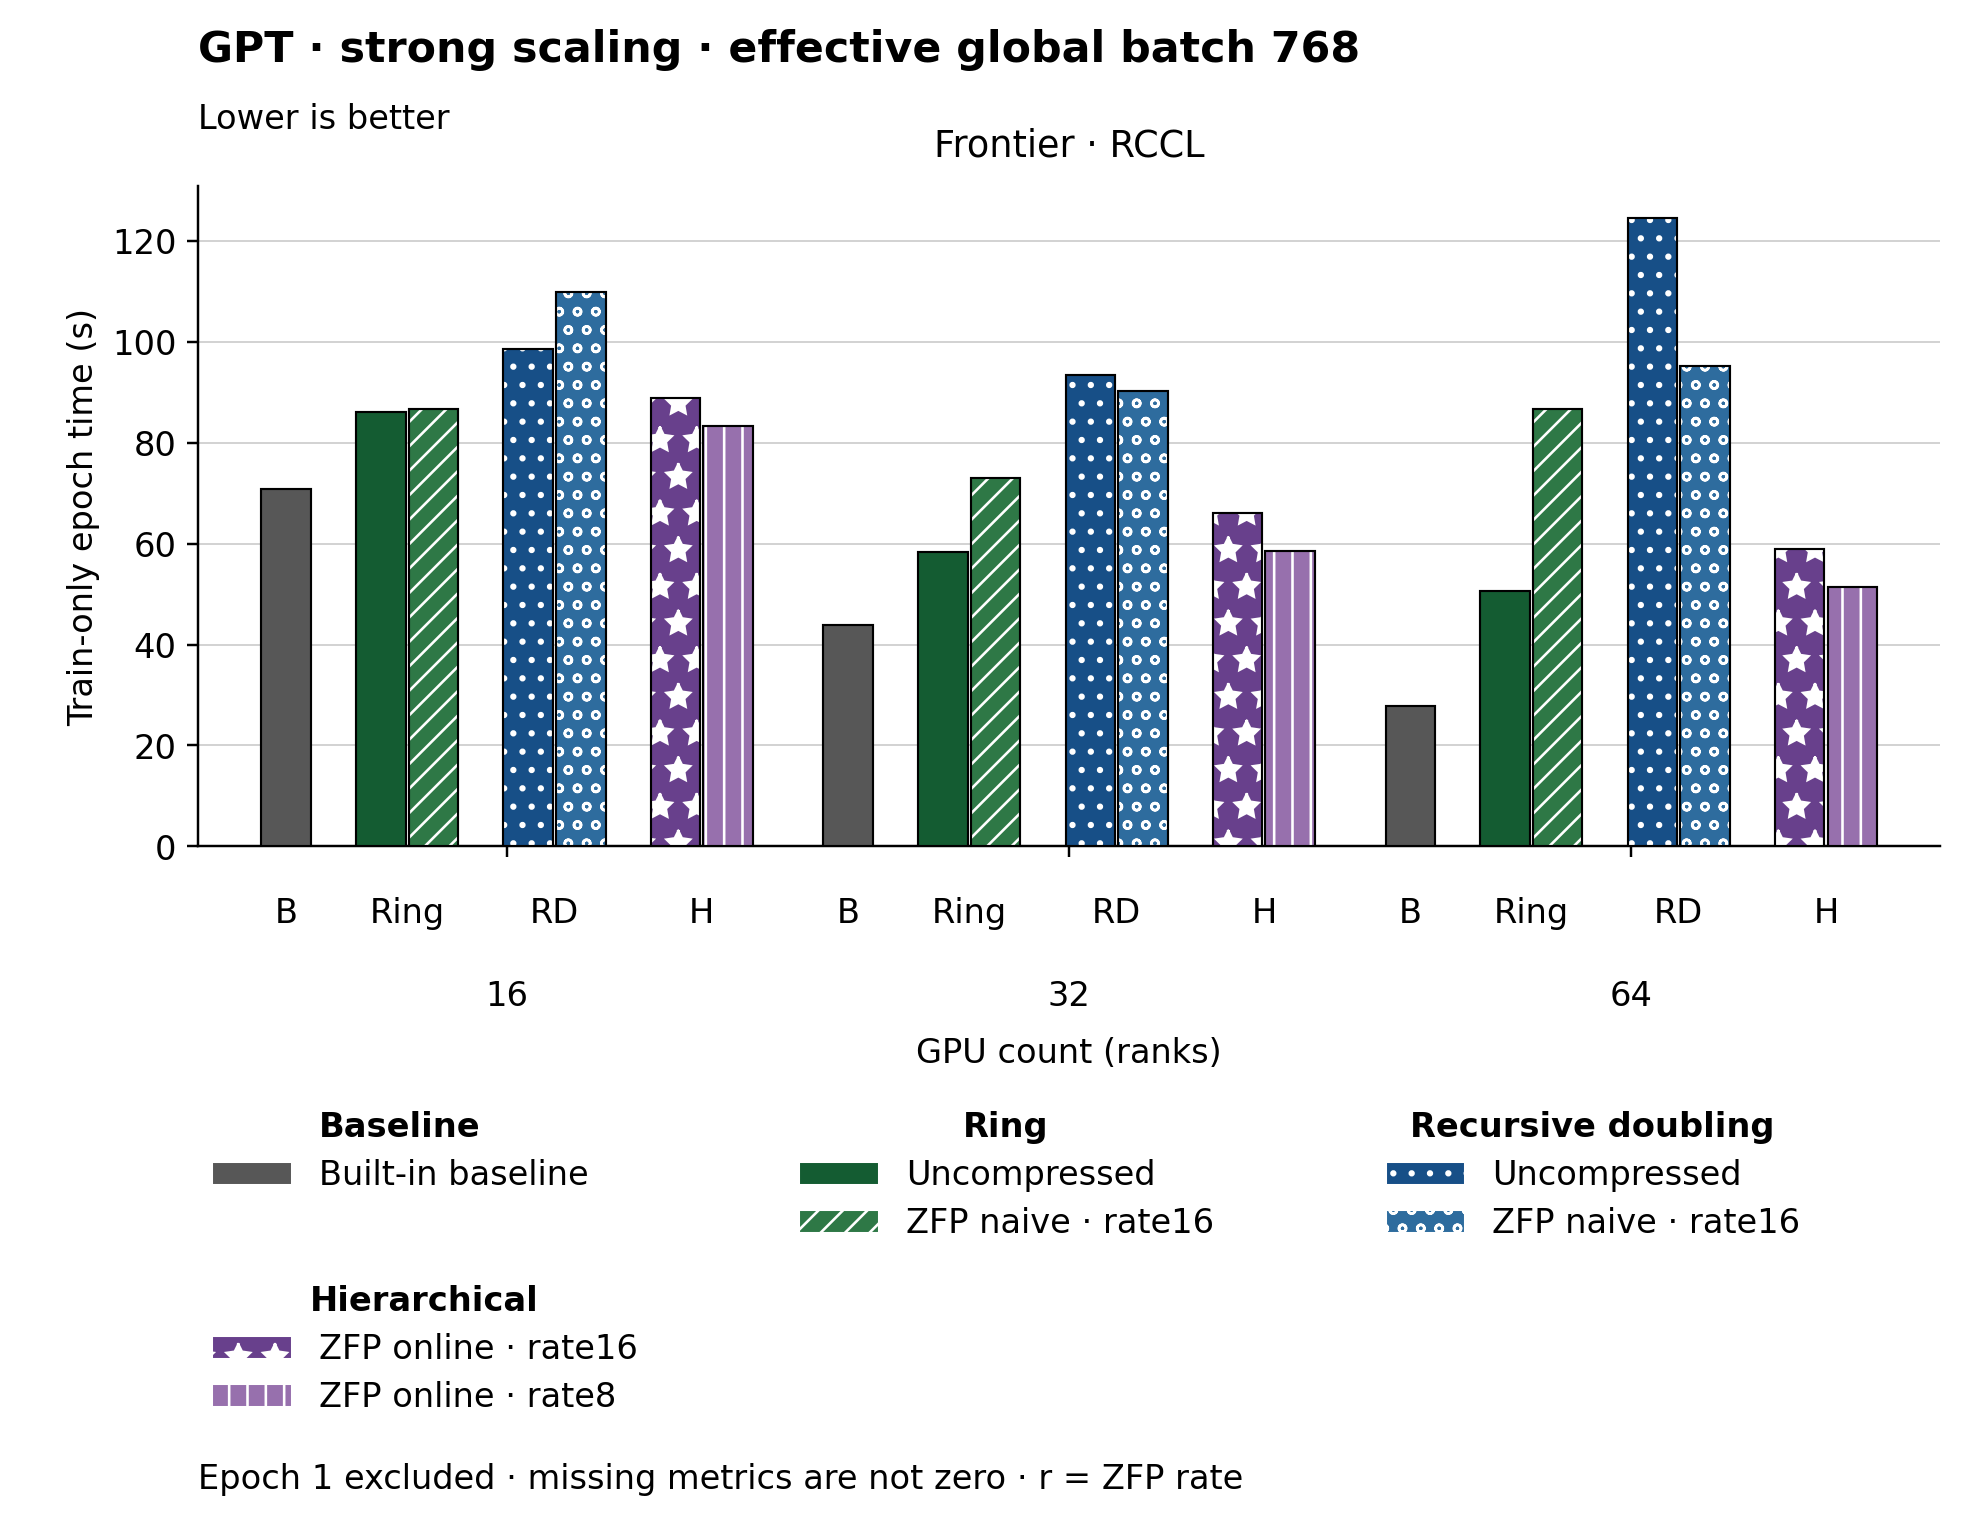 GPT · strong scaling · effective global batch 768
Lower is better
Frontier · RCCL
Train-only epoch time (s)
120
100
80
60
40
20
0
B Ring RD H B Ring RD H B Ring RD H
16 32 64
GPU count (ranks)
Baseline
Built-in baseline
Ring
Uncompressed
ZFP naive · rate16
Recursive doubling
Uncompressed
ZFP naive · rate16
Hierarchical
ZFP online · rate16
ZFP online · rate8
Epoch 1 excluded · missing metrics are not zero · r = ZFP rate